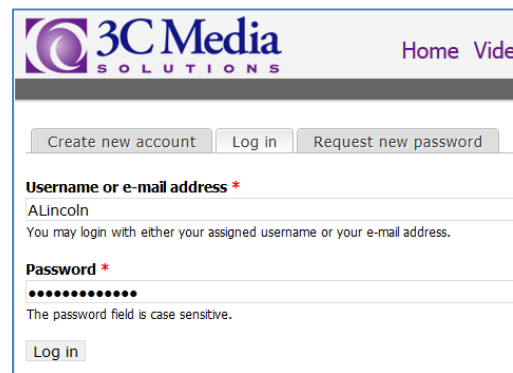 3C Media
SOLUTIONS
Home Vide
Create new account Log in Request new password
Username or e-mail address *
ALincoln
You may login with either your assigned username or your e-mail address.
Password *
•••••••••••••
The password field is case sensitive.
Log in